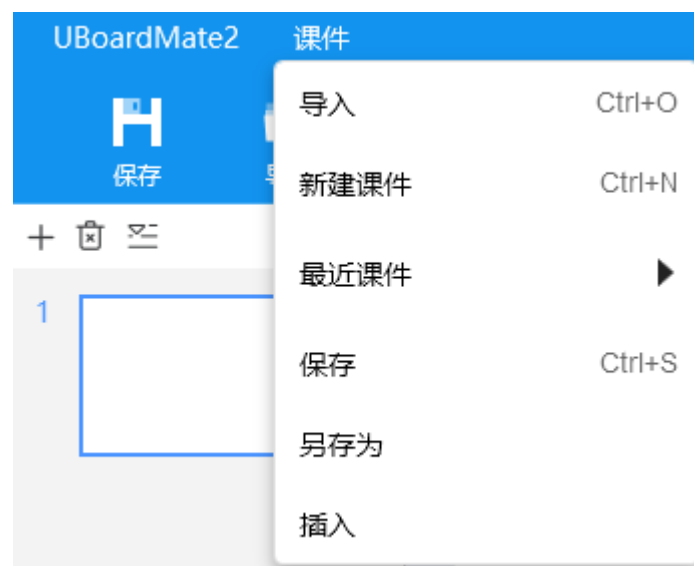 UBoardMate2 课件
保存
导入 Ctrl+O
新建课件 Ctrl+N
最近课件
保存 Ctrl+S
另存为
插入
1